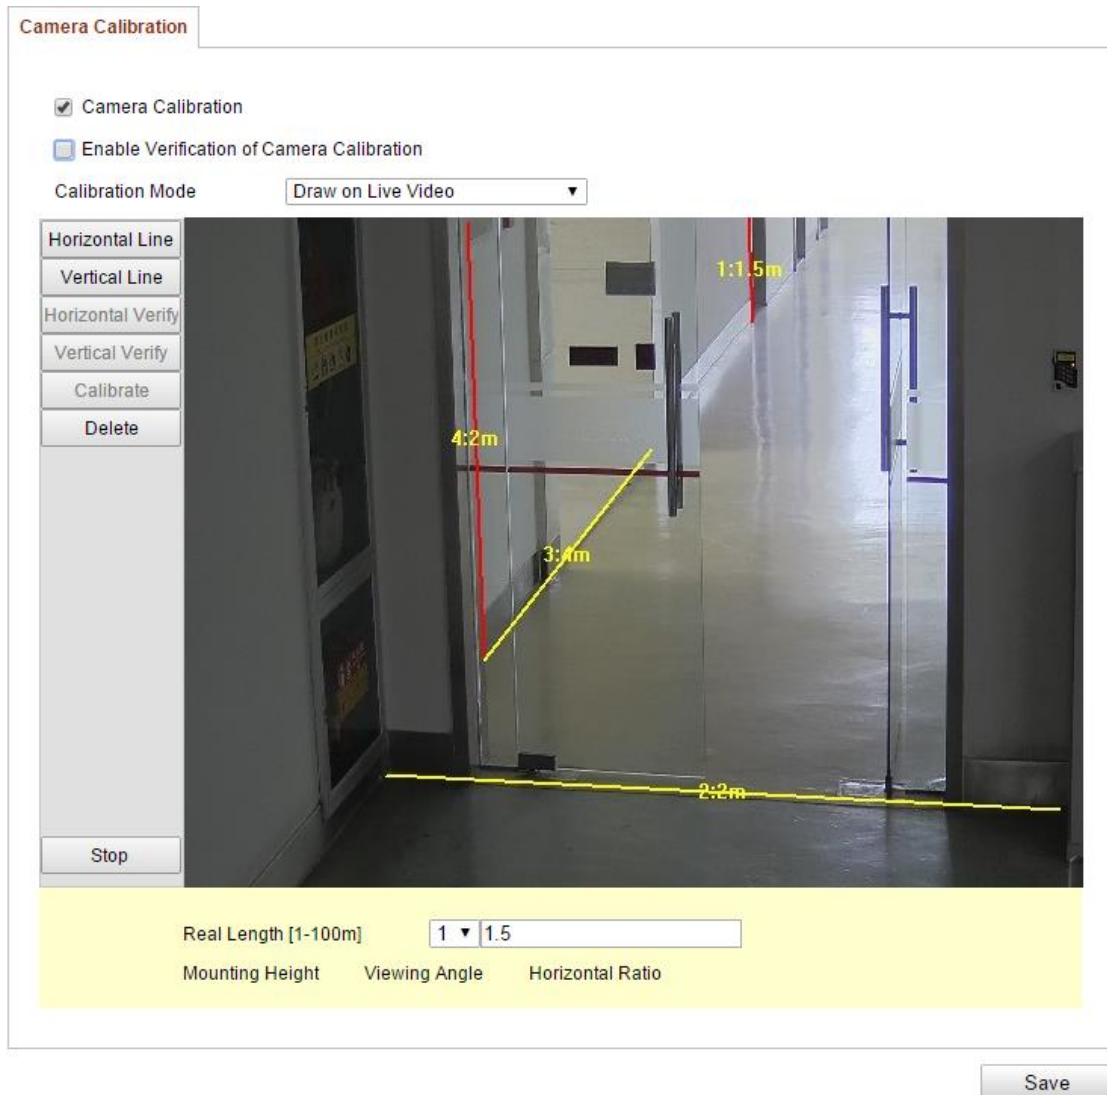 Camera Calibration
Camera Calibration
Enable Verification of Camera Calibration
Calibration Mode Draw on Live Video
Horizontal Line
Vertical Line
Horizontal Verify
Vertical Verify
Calibrate
Delete
1:1.5m
4:2m
3:4m
2:2m
Stop
Real Length [1-100m] 1 1.5
Mounting Height Viewing Angle Horizontal Ratio
Save